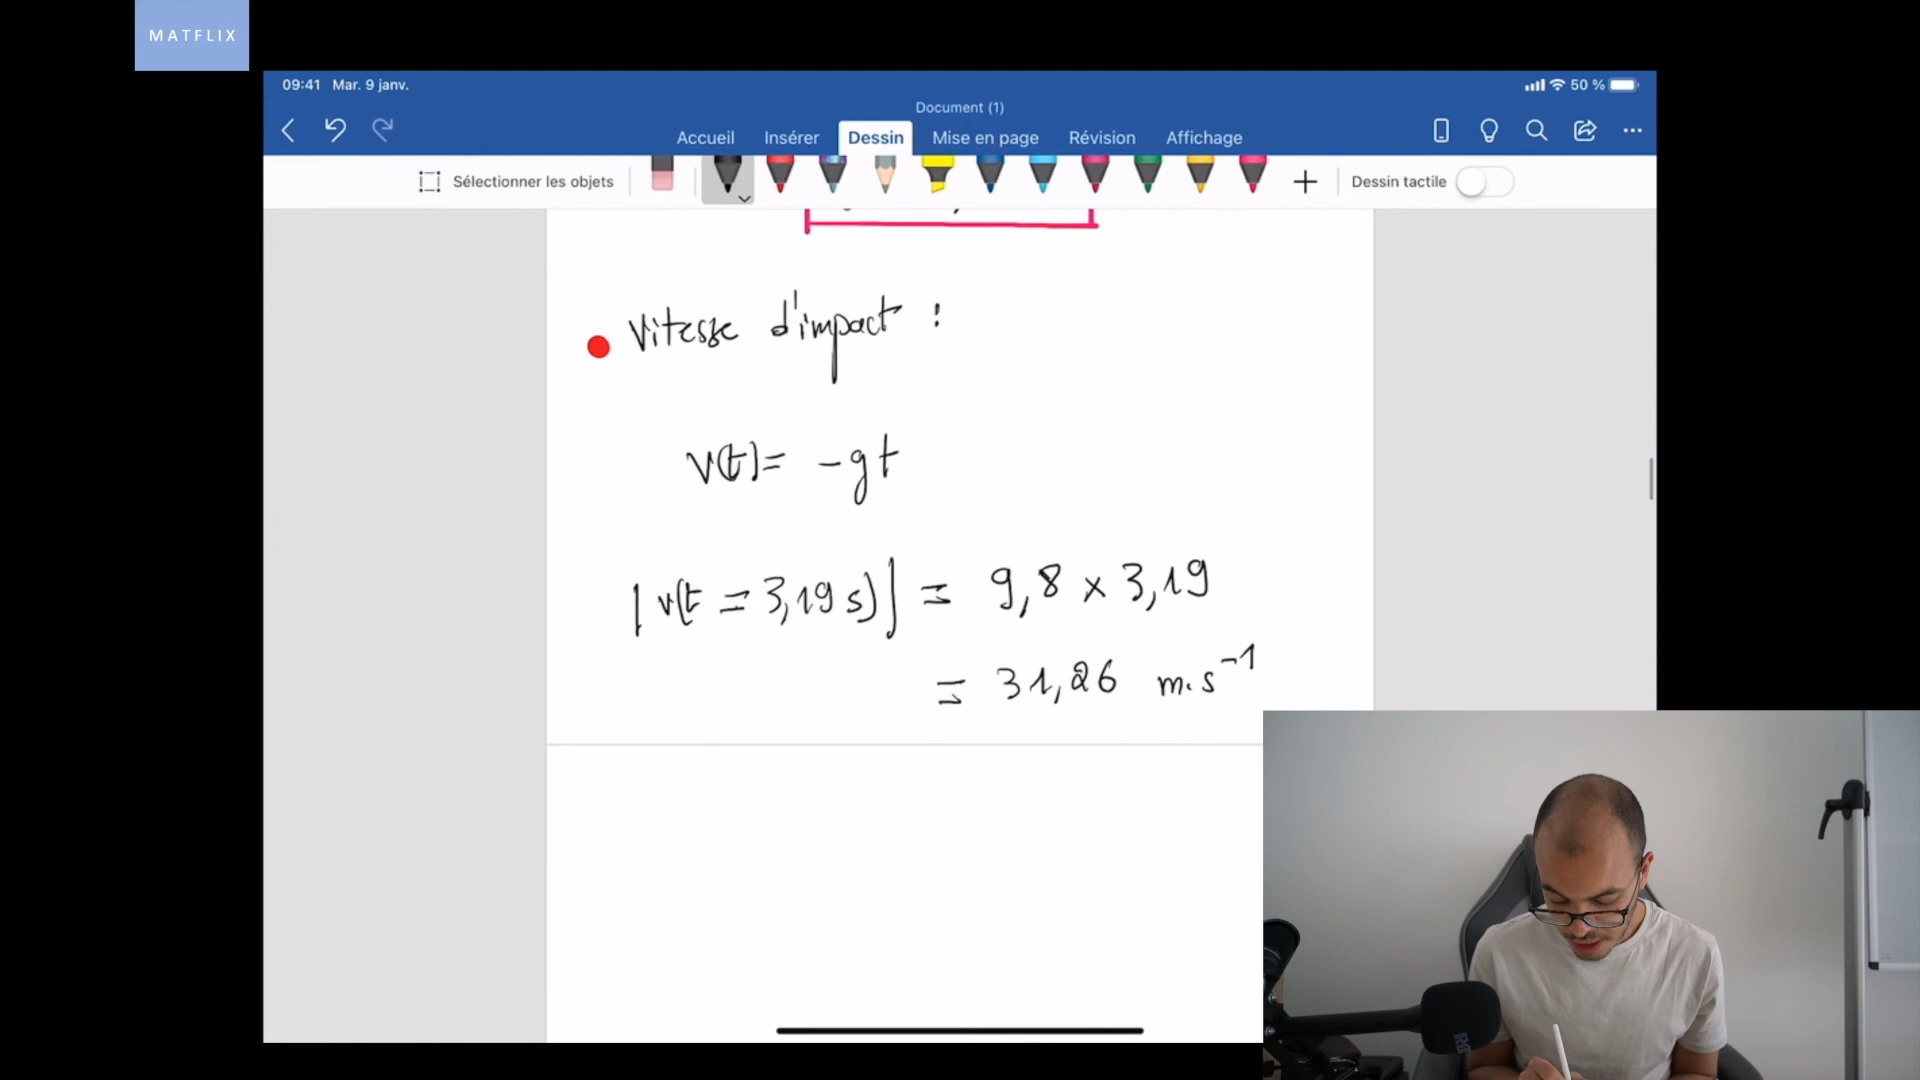 MATFLIX
09:41 Mar. 9 janv.
50 %
Document (1)
Accueil Insérer Dessin Mise en page Révision Affichage
Sélectionner les objets
Dessin tactile
Vitesse d'impact :
v(t) = -gt
|v(t = 3,19 s)| = 9,8 × 3,19
= 31,26 m.s⁻¹